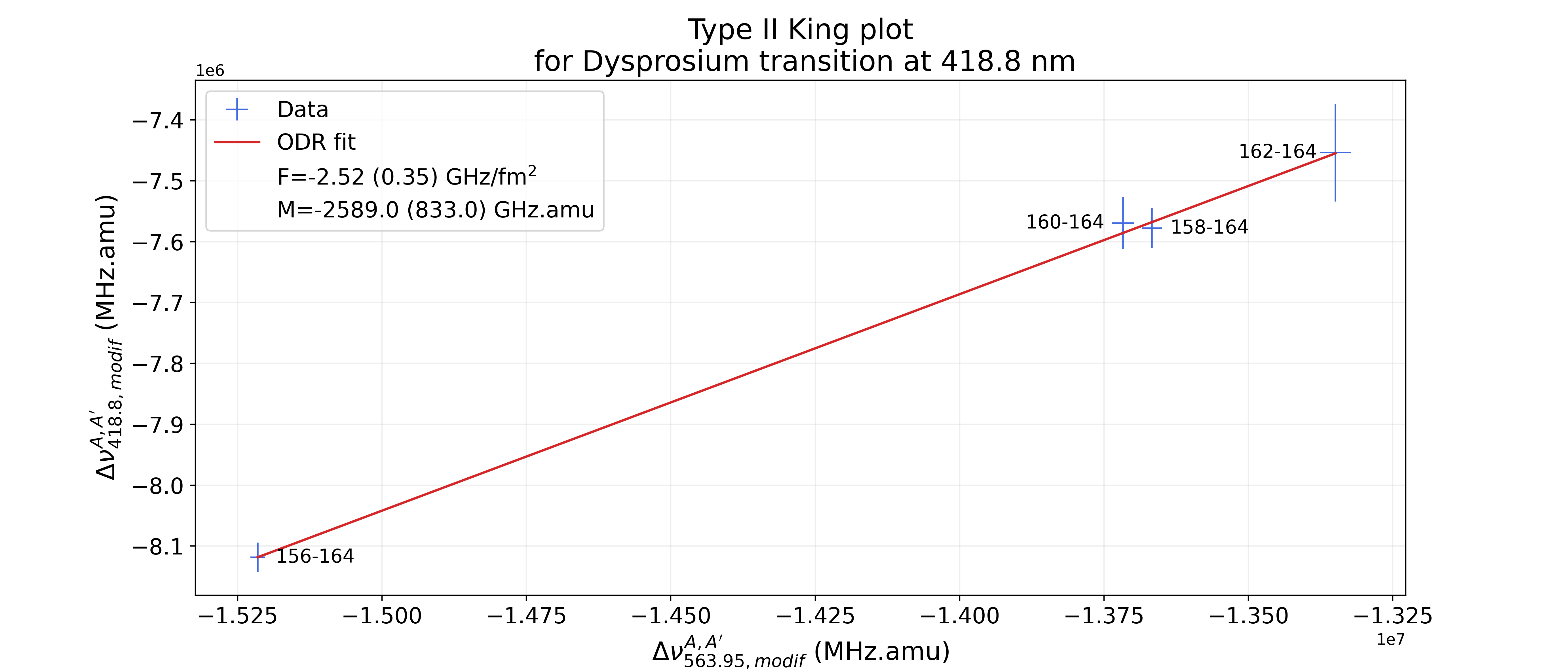 Type II King plot
for Dysprosium transition at 418.8 nm
1e6
Data
ODR fit
F=-2.52 (0.35) GHz/fm²
M=-2589.0 (833.0) GHz.amu
−7.4
−7.5
−7.6
−7.7
−7.8
−7.9
−8.0
−8.1
Δν^{A,A′}_{418.8,modif} (MHz.amu)
162-164
160-164
158-164
156-164
−1.525
−1.500
−1.475
−1.450
−1.425
−1.400
−1.375
−1.350
−1.325
1e7
Δν^{A,A′}_{563.95,modif} (MHz.amu)